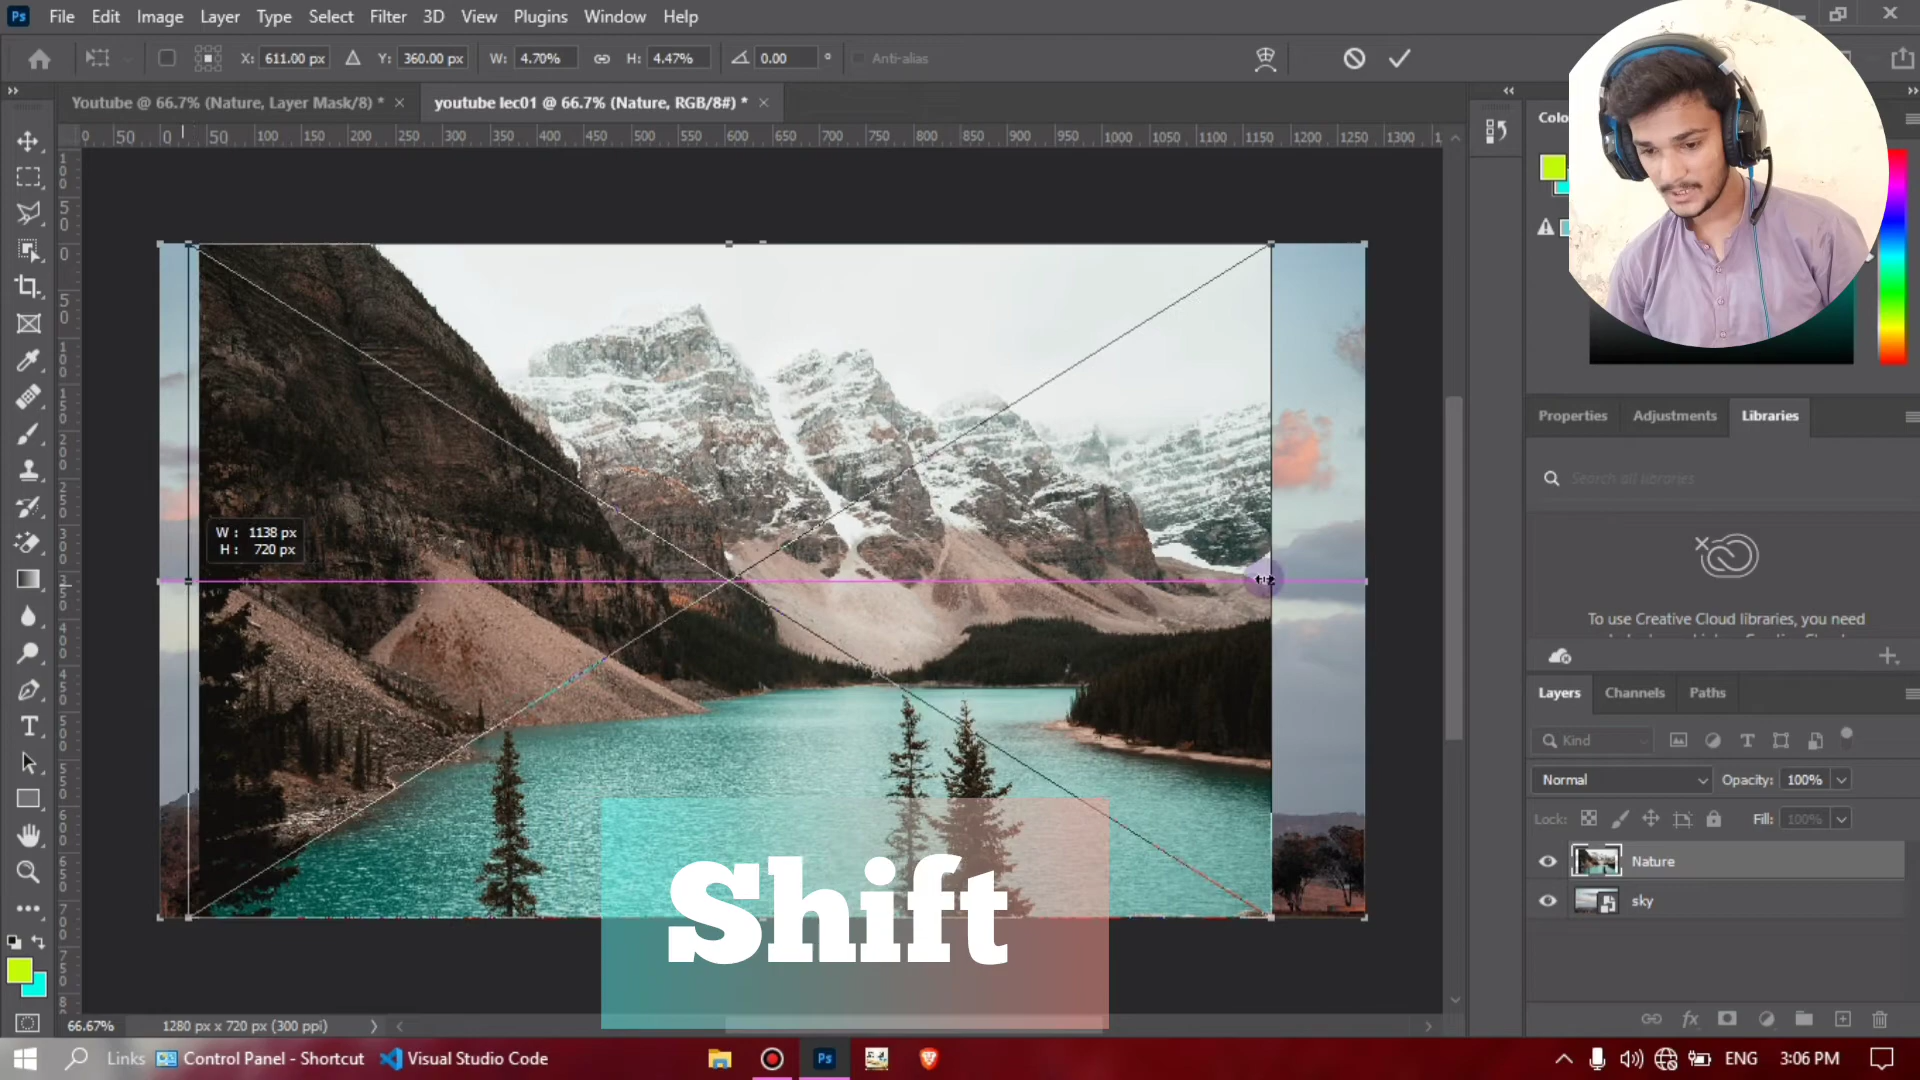 Ps File Edit Image Layer Type Select Filter 3D View Plugins Window Help
X: 611.00 px Y: 360.00 px W: 4.70% H: 4.47% 0.00 ° Anti-alias
Youtube @ 66.7% (Nature, Layer Mask/8) * × youtube lec01 @ 66.7% (Nature, RGB/8#) * ×
0 50 0 50 100 150 200 250 300 350 400 450 500 550 600 650 700 750 800 850 900 950 1000 1050 1100 1150 1200 1250 1300
Colo
Properties Adjustments Libraries
Search all libraries
W : 1138 px
H : 720 px
To use Creative Cloud libraries, you need
Layers Channels Paths
Kind
Normal Opacity: 100%
Lock: Fill: 100%
Nature
sky
Shift
66.67% 1280 px x 720 px (300 ppi)
Links Control Panel - Shortcut Visual Studio Code Ps ENG 3:06 PM